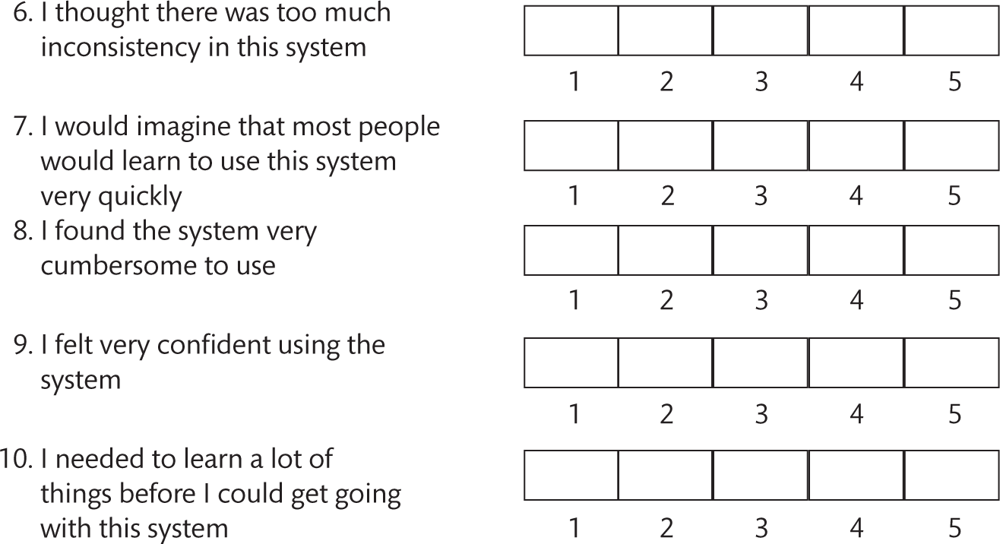 6. I thought there was too much
inconsistency in this system
1 2 3 4 5
7. I would imagine that most people
would learn to use this system
very quickly
1 2 3 4 5
8. I found the system very
cumbersome to use
1 2 3 4 5
9. I felt very confident using the
system
1 2 3 4 5
10. I needed to learn a lot of
things before I could get going
with this system
1 2 3 4 5